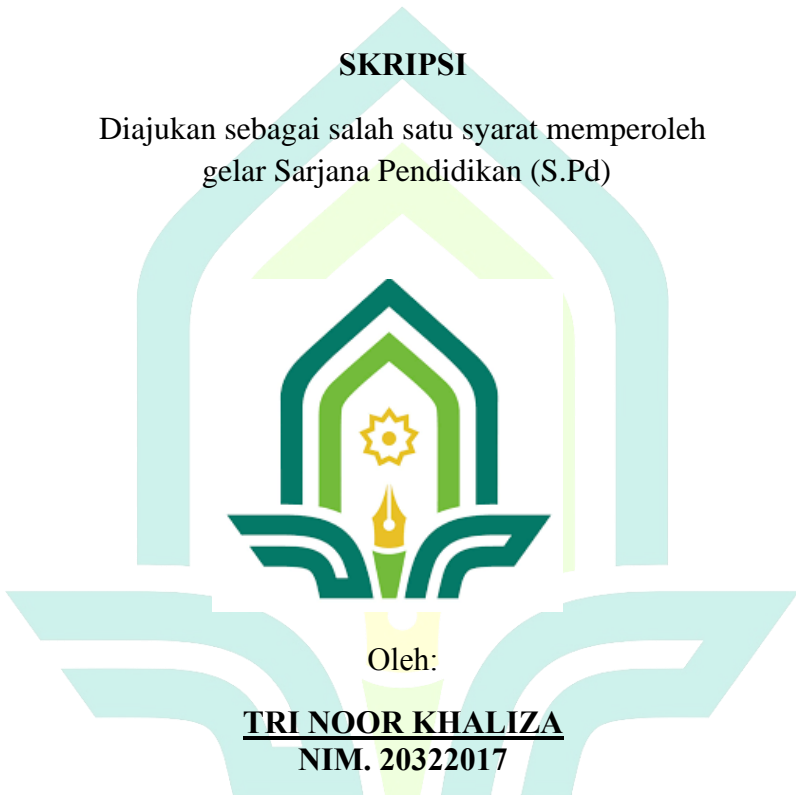 SKRIPSI
Diajukan sebagai salah satu syarat memperoleh
gelar Sarjana Pendidikan (S.Pd)
Oleh:
TRI NOOR KHALIZA
NIM. 20322017